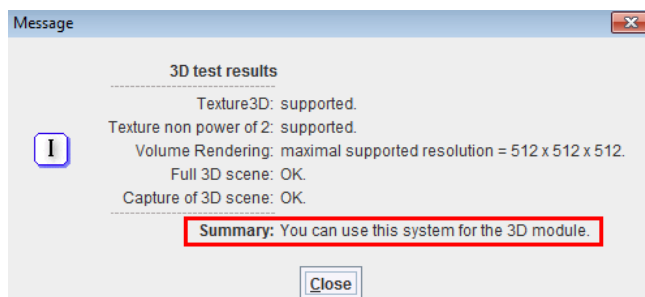 Message
3D test results
Texture3D: supported.
Texture non power of 2: supported.
I
Volume Rendering: maximal supported resolution = 512 x 512 x 512.
Full 3D scene: OK.
Capture of 3D scene: OK.
Summary: You can use this system for the 3D module.
Close